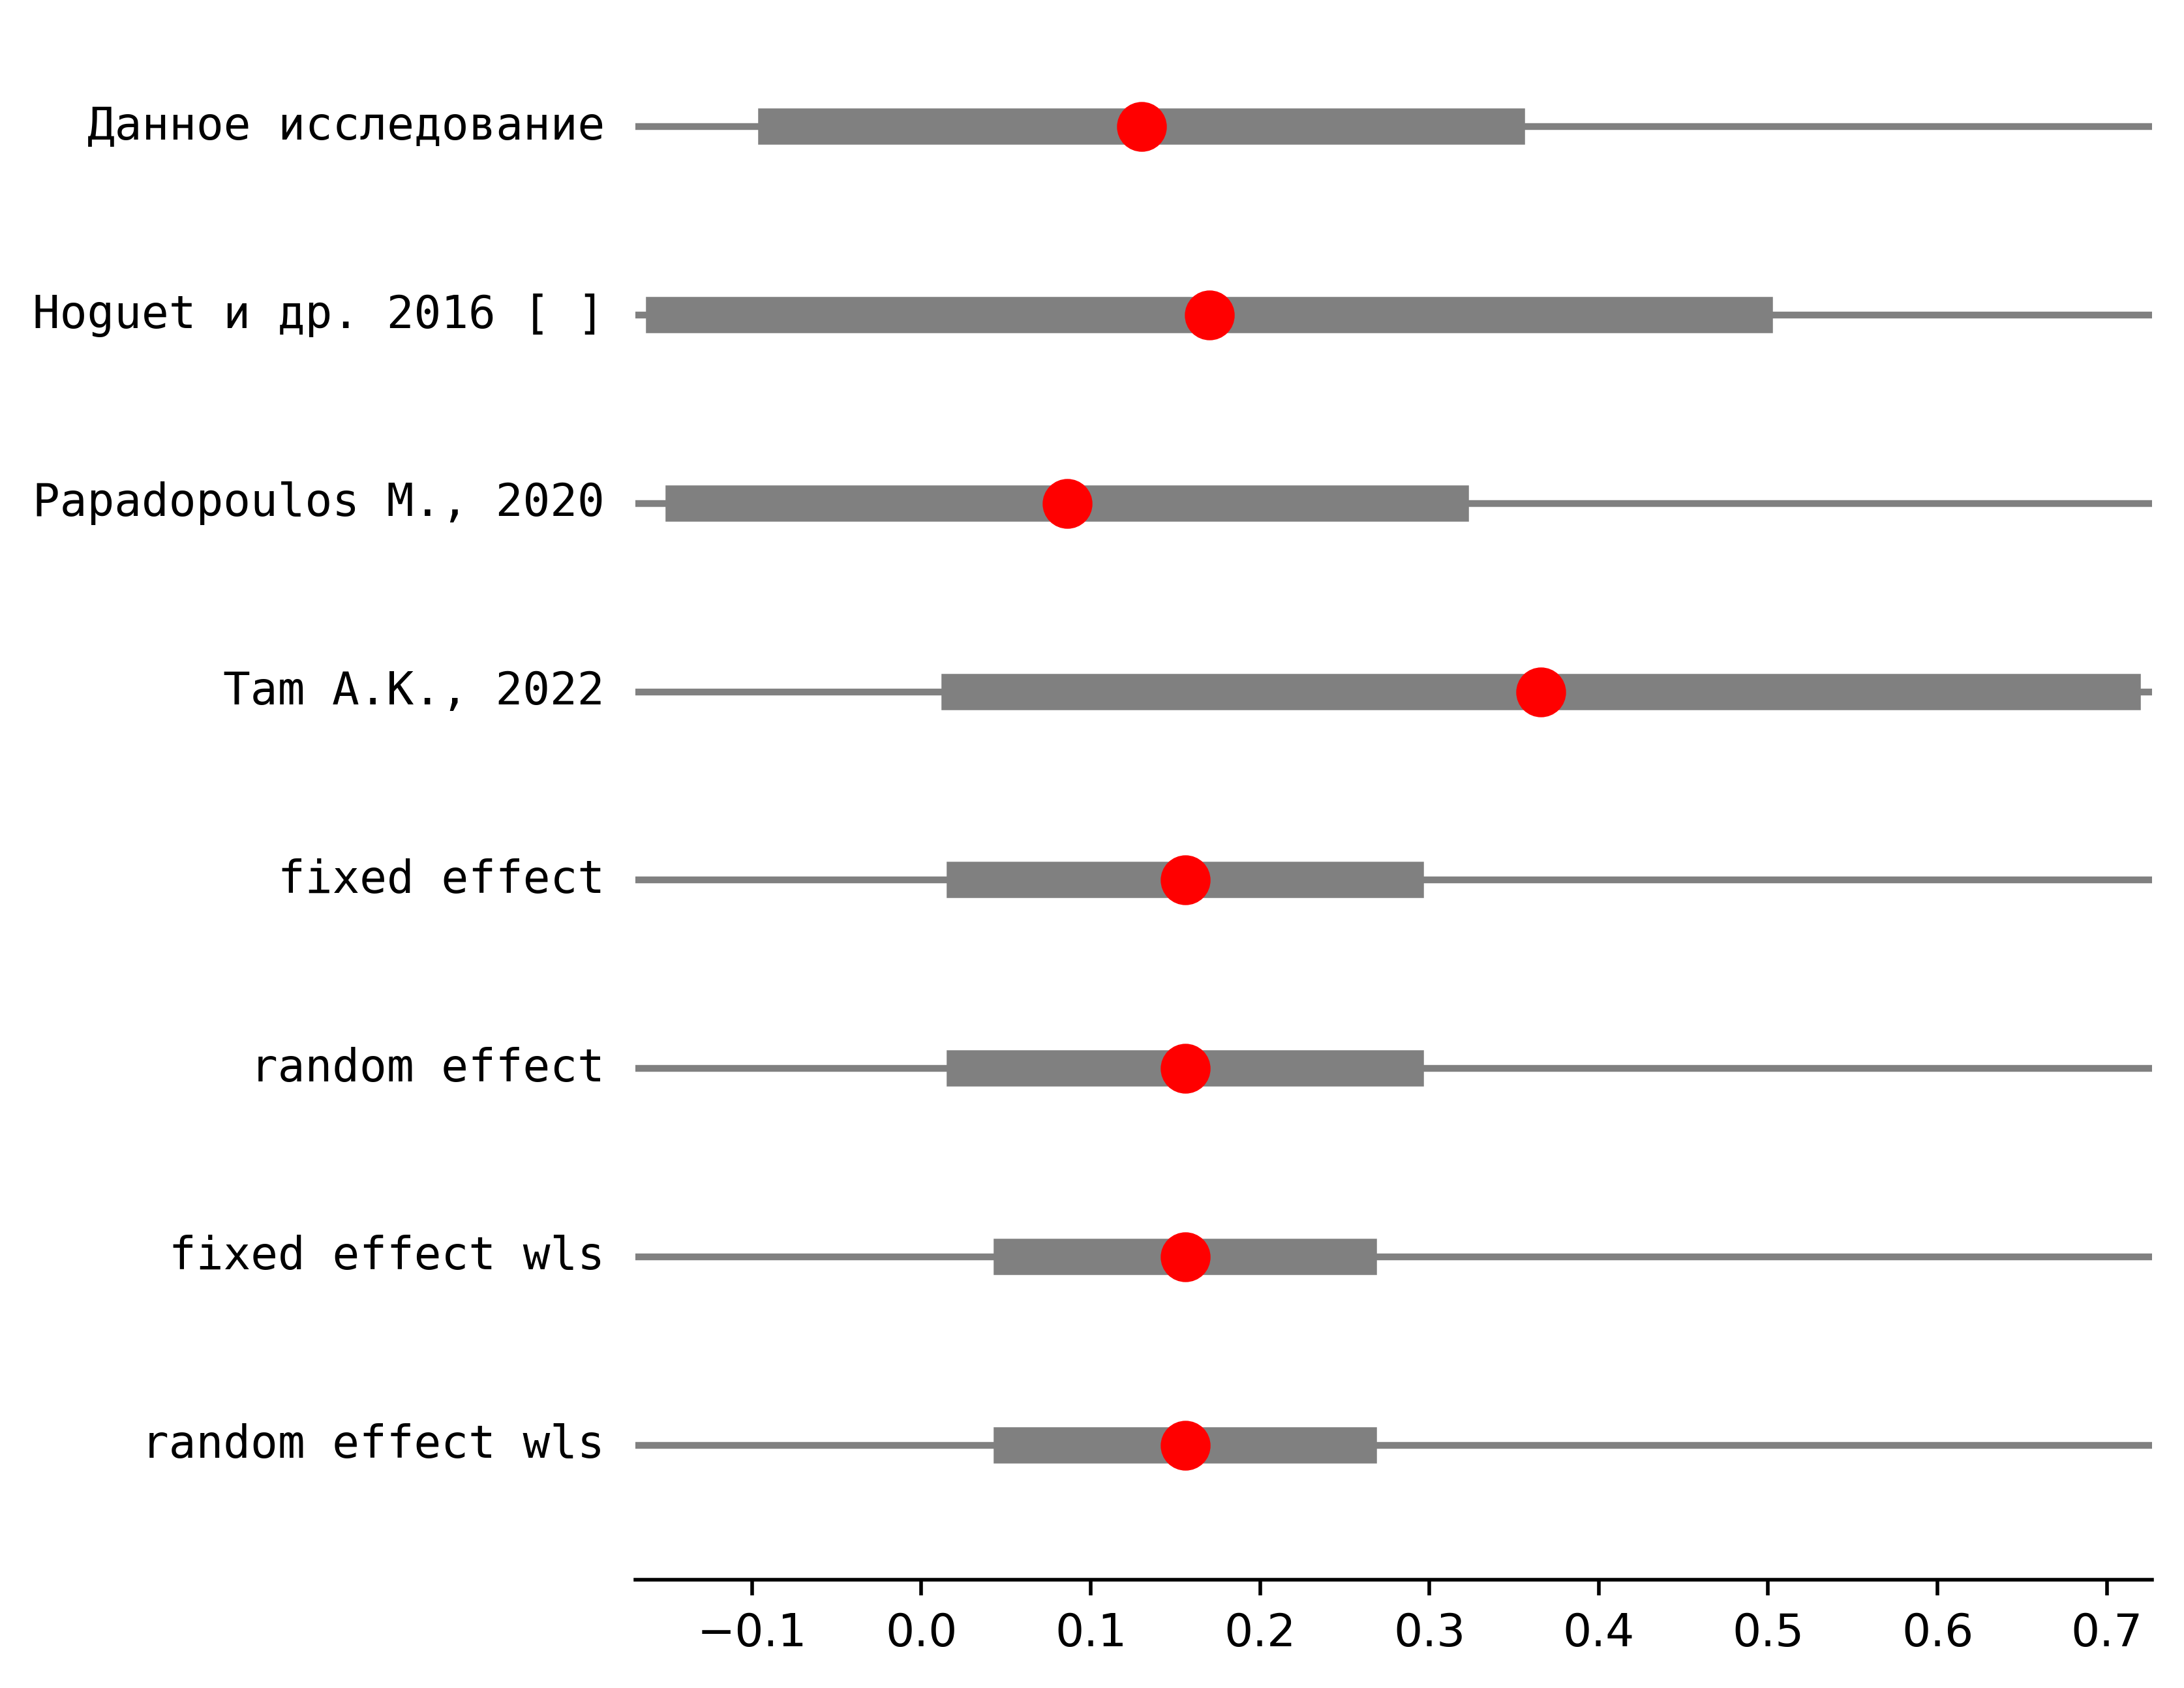 Данное исследование
Hoguet и др. 2016 [ ]
Papadopoulos M., 2020
Tam A.K., 2022
fixed effect
random effect
fixed effect wls
random effect wls
−0.1 0.0 0.1 0.2 0.3 0.4 0.5 0.6 0.7